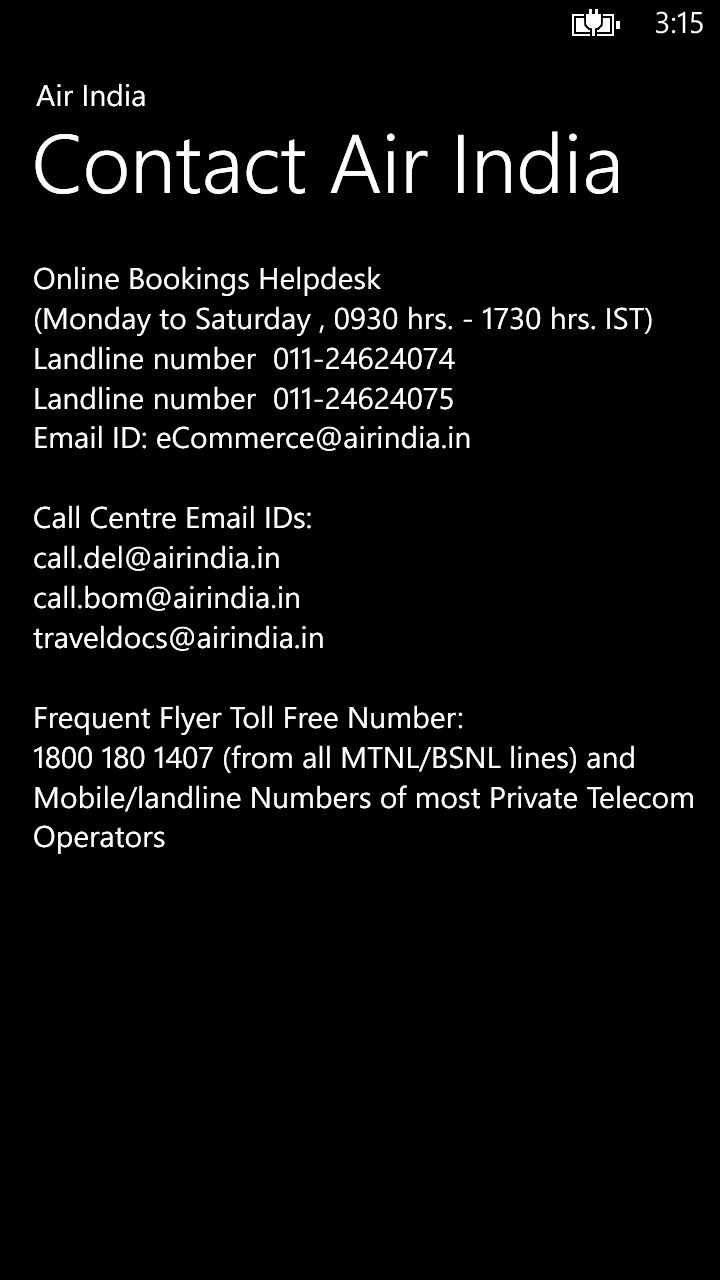 3:15
Air India
Contact Air India
Online Bookings Helpdesk
(Monday to Saturday , 0930 hrs. - 1730 hrs. IST)
Landline number  011-24624074
Landline number  011-24624075
Email ID: eCommerce@airindia.in
Call Centre Email IDs:
call.del@airindia.in
call.bom@airindia.in
traveldocs@airindia.in
Frequent Flyer Toll Free Number:
1800 180 1407 (from all MTNL/BSNL lines) and
Mobile/landline Numbers of most Private Telecom
Operators